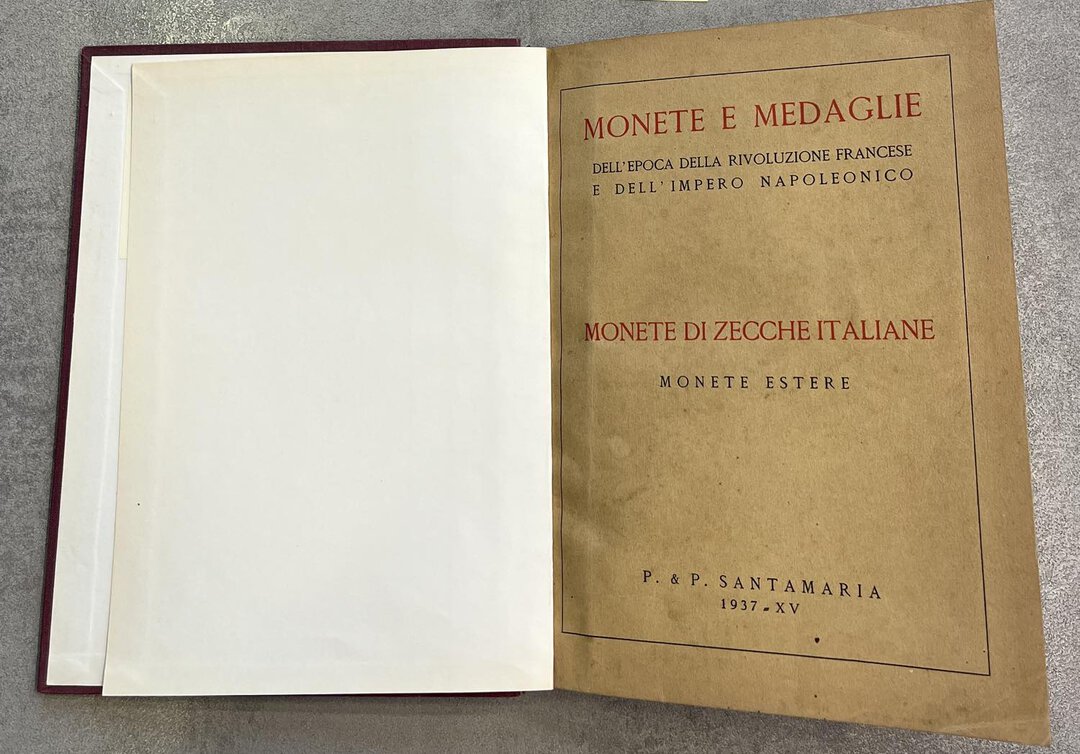 MONETE E MEDAGLIE
DELL'EPOCA DELLA RIVOLUZIONE FRANCESE
E DELL'IMPERO NAPOLEONICO
MONETE DI ZECCHE ITALIANE
MONETE ESTERE
P. & P. SANTAMARIA
1937-XV